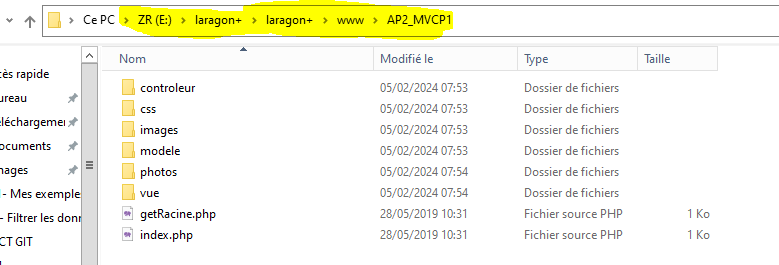 Ce PC > ZR (E:) > laragon+ > laragon+ > www > AP2_MVCP1
Nom Modifié le Type Taille
cès rapide
ureau
éléchargemen
ocuments
mages
- Mes exemples
- Filtrer les donn
CT GIT
controleur 05/02/2024 07:53 Dossier de fichiers
css 05/02/2024 07:53 Dossier de fichiers
images 05/02/2024 07:53 Dossier de fichiers
modele 05/02/2024 07:53 Dossier de fichiers
photos 05/02/2024 07:54 Dossier de fichiers
vue 05/02/2024 07:54 Dossier de fichiers
getRacine.php 28/05/2019 10:31 Fichier source PHP 1 Ko
index.php 28/05/2019 10:31 Fichier source PHP 1 Ko